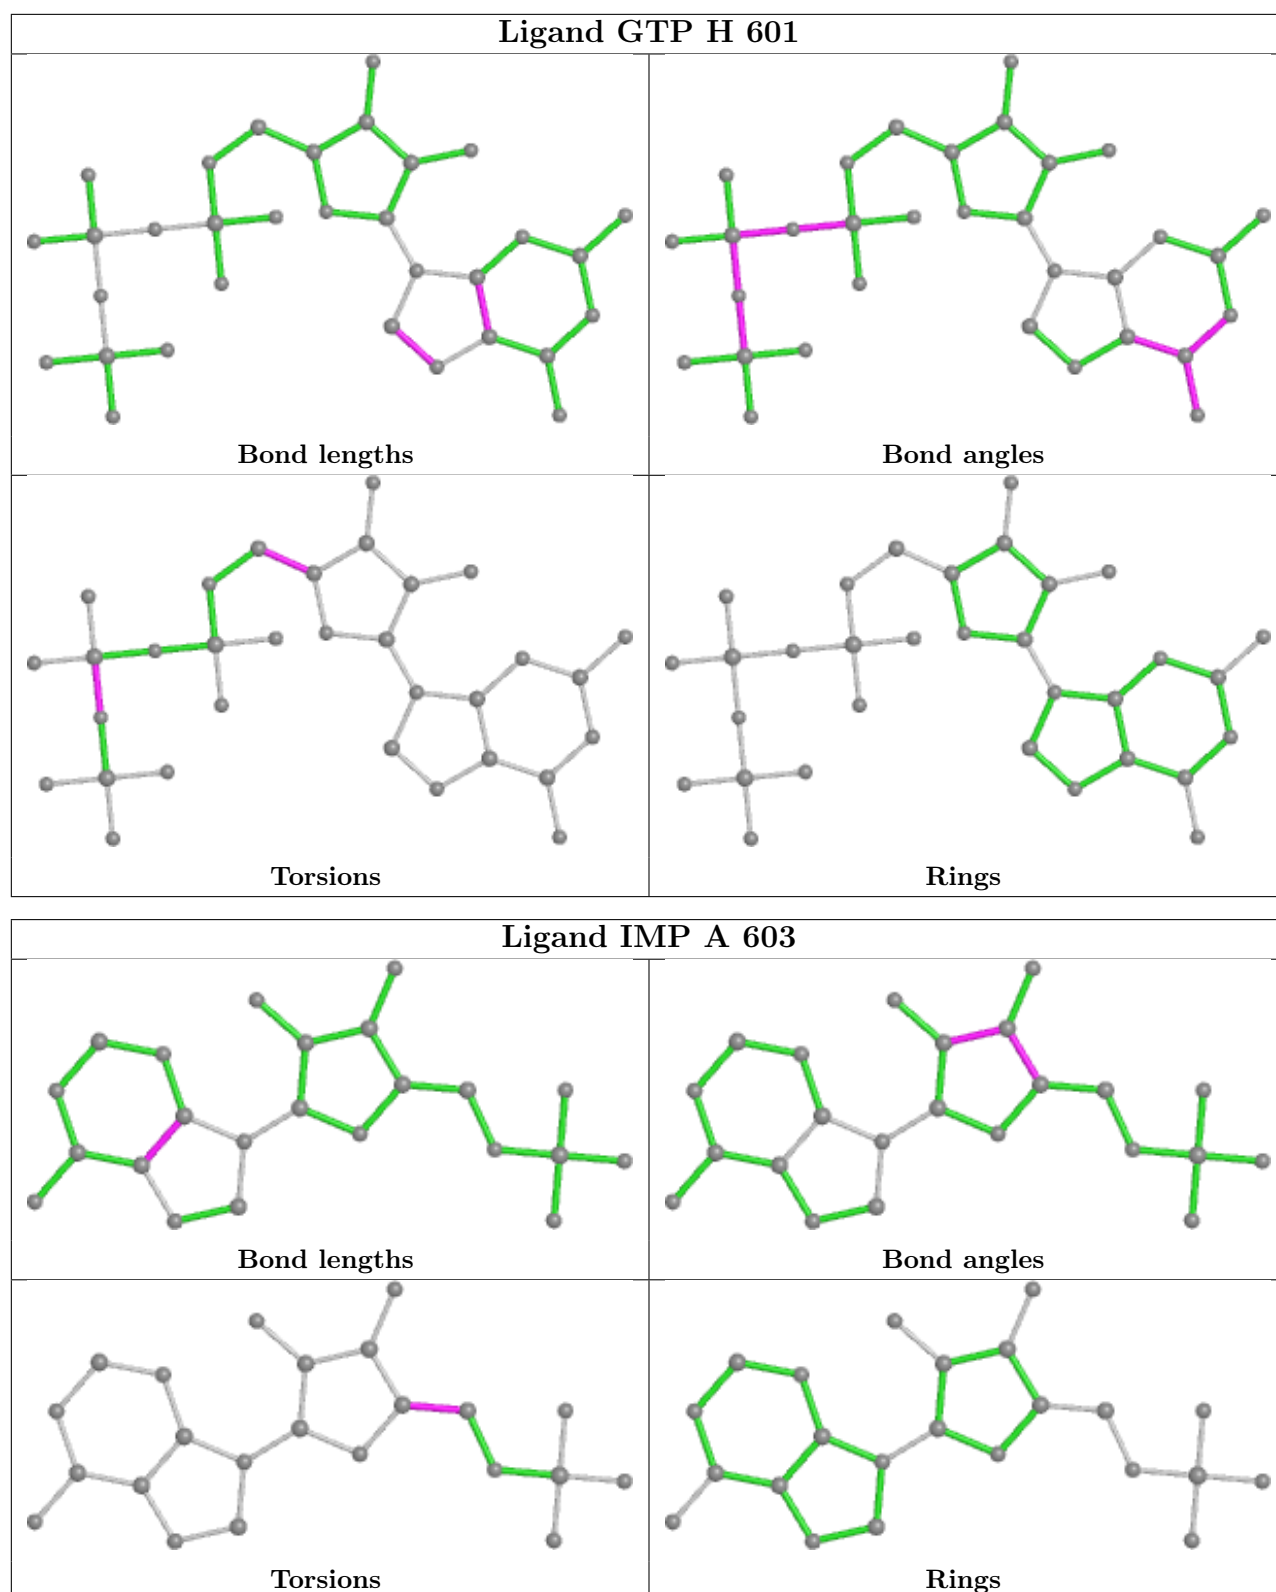 Ligand GTP H 601
Bond lengths
Bond angles
Torsions
Rings
Ligand IMP A 603
Bond lengths
Bond angles
Torsions
Rings